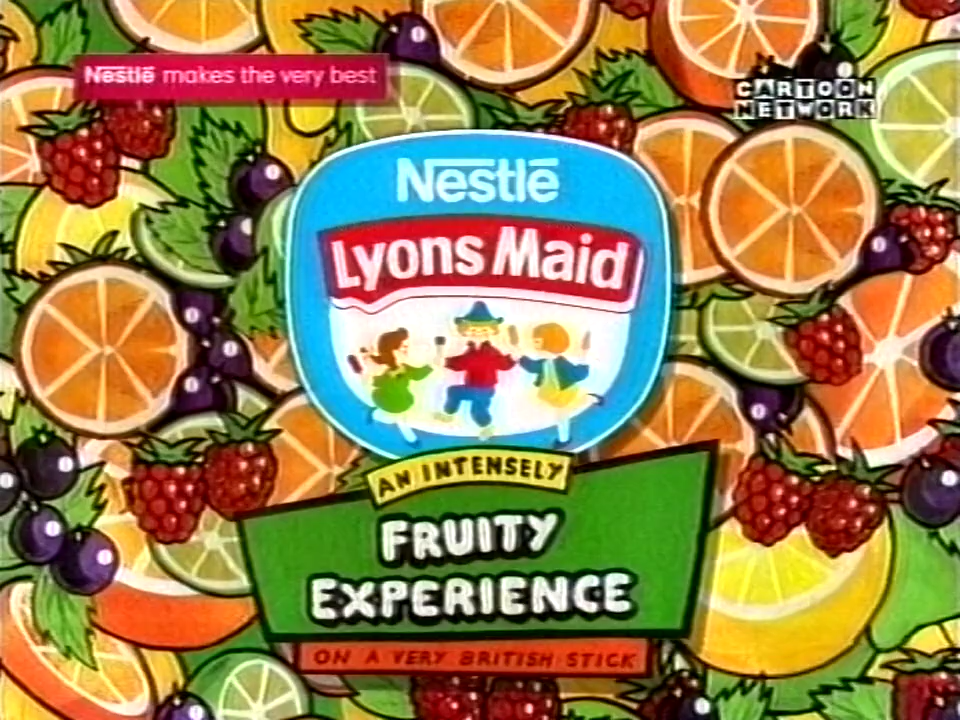 Nestlé makes the very best
CARTOON
NETWORK
Nestlé
Lyons Maid
AN INTENSELY
FRUITY
EXPERIENCE
ON A VERY BRITISH STICK